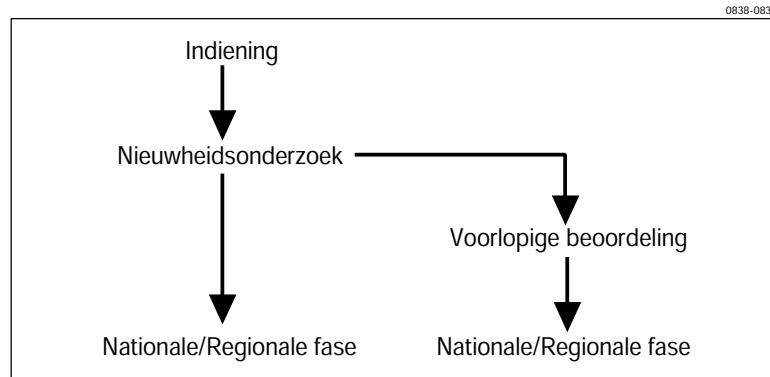 0838-083
Indiening
Nieuwheidsonderzoek
Voorlopige beoordeling
Nationale/Regionale fase
Nationale/Regionale fase